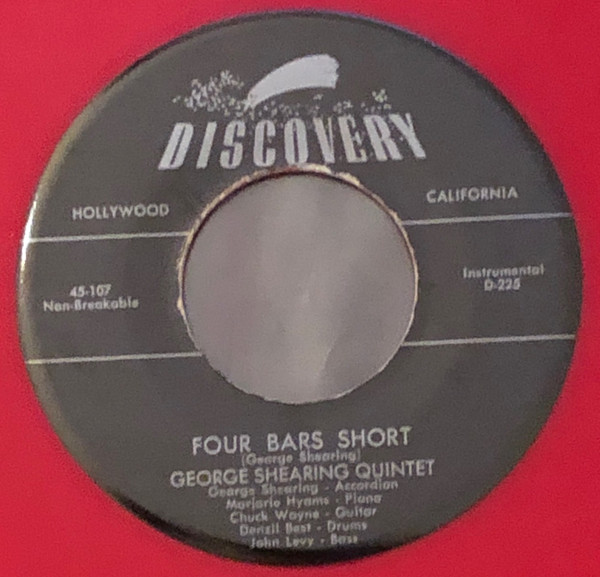 DISCOVERY
HOLLYWOOD
CALIFORNIA
45-107
Non-Breakable
Instrumental
D-225
FOUR BARS SHORT
(George Shearing)
GEORGE SHEARING QUINTET
George Shearing - Accordian
Marjorie Hyams - Piano
Chuck Wayne - Guitar
Denzil Best - Drums
John Levy - Bass